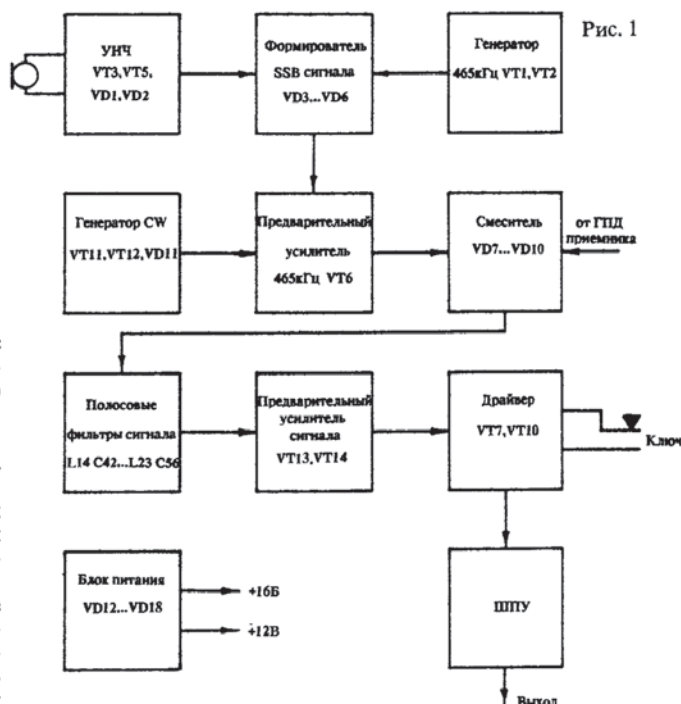 Рис. 1
УНЧ
VT3, VT5,
VD1, VD2
Формирователь
SSB сигнала
VD3...VD6
Генератор
465кГц VT1, VT2
Генератор CW
VT11, VT12, VD11
Предварительный
усилитель
465кГц VT6
Смеситель
VD7...VD10
от ГПД
приемника
Полосовые
фильтры сигнала
L14 C42...L23 C56
Предварительный
усилитель
сигнала
VT13, VT14
Драйвер
VT7, VT10
Ключ
Блок питания
VD12...VD18
+16Б
+12В
ШПУ
Выход